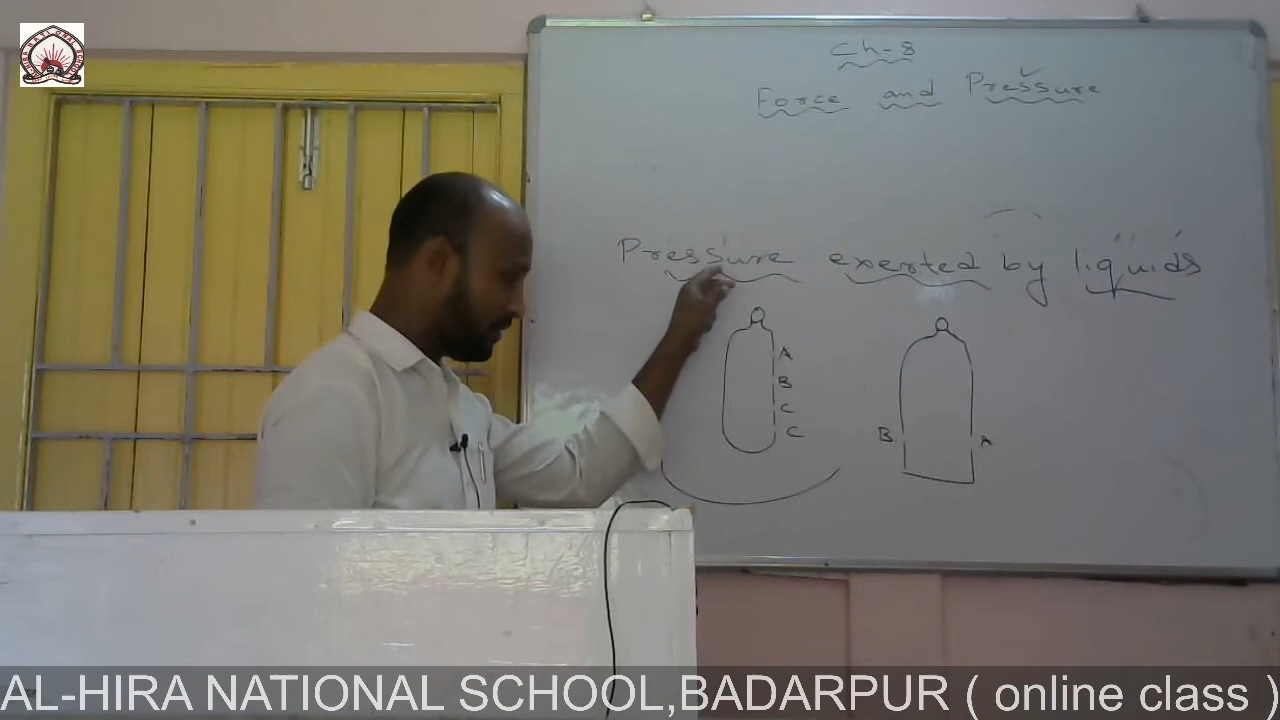 Ch-8
Force and Pressure
Pressure exerted by liquids
A
B
C
C
B
A
AL-HIRA NATIONAL SCHOOL,BADARPUR ( online class )